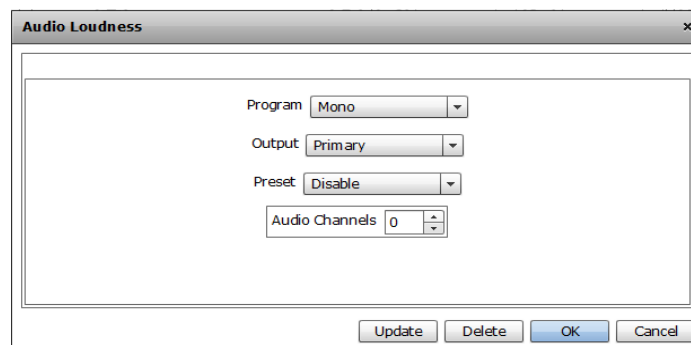 Audio Loudness ×
Program Mono
Output Primary
Preset Disable
Audio Channels 0
Update Delete OK Cancel